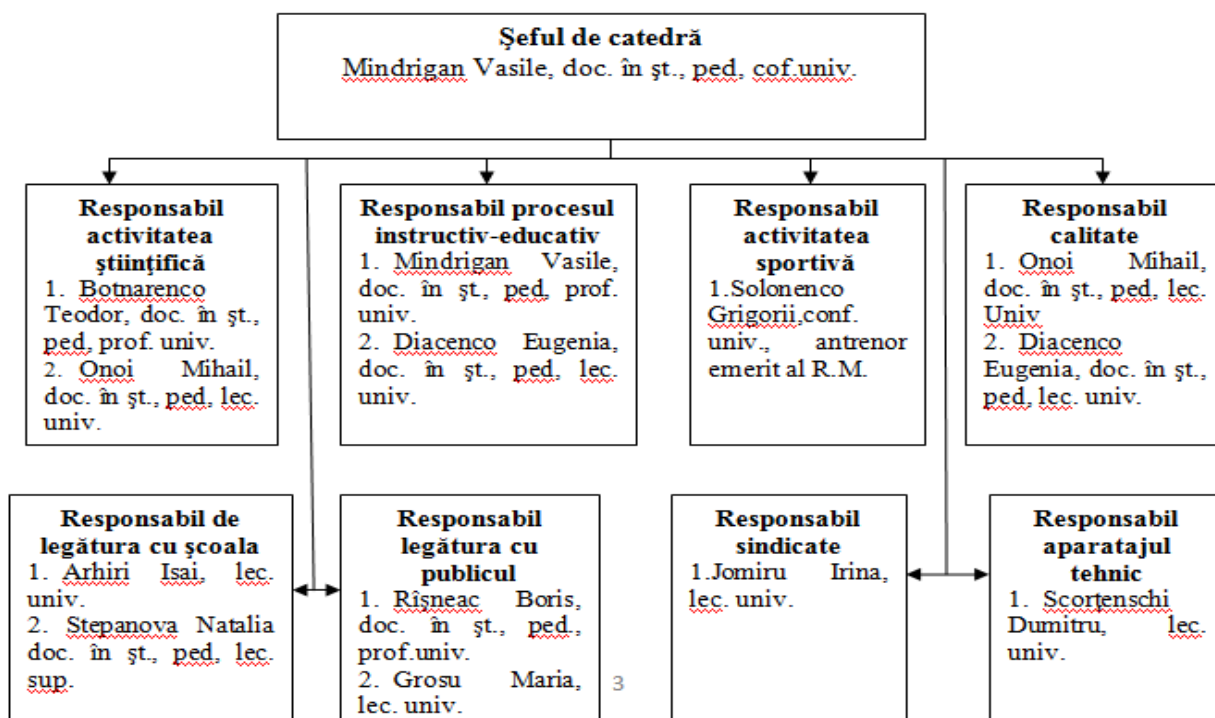 Şeful de catedră
Mindrigan Vasile, doc. în şt., ped, cof.univ.
Responsabil
activitatea
ştiinţifică
1. Botnarenco
Teodor, doc. în şt.,
ped, prof. univ.
2. Onoi Mihail,
doc. în şt., ped, lec.
univ.
Responsabil procesul
instructiv-educativ
1. Mindrigan Vasile,
doc. în şt., ped, prof.
univ.
2. Diacenco Eugenia,
doc. în şt., ped, lec.
univ.
Responsabil
activitatea
sportivă
1.Solonenco
Grigorii,conf.
univ., antrenor
emerit al R.M.
Responsabil
calitate
1. Onoi Mihail,
doc. în şt., ped, lec.
Univ
2. Diacenco
Eugenia, doc. în şt.,
ped, lec. univ.
Responsabil de
legătura cu şcoala
1. Arhiri Isai, lec.
univ.
2. Stepanova Natalia
doc. în şt., ped, lec.
sup.
Responsabil
legătura cu
publicul
1. Rîşneac Boris,
doc. în şt., ped.,
prof.univ.
2. Grosu Maria,
lec. univ.
3
Responsabil
sindicate
1.Jomiru Irina,
lec. univ.
Responsabil
aparatajul
tehnic
1. Scorţenschi
Dumitru, lec.
univ.